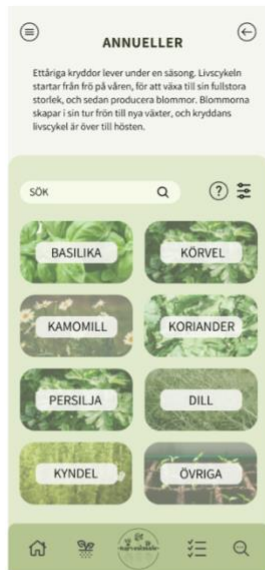 ANNUELLER
Ettåriga kryddor lever under en säsong. Livscykeln
startar från frö på våren, för att växa till sin fullstora
storlek, och sedan producera blommor. Blommorna
skapar i sin tur frön till nya växter, och kryddans
livscykel är över till hösten.
SÖK
?
BASILIKA
KÖRVEL
KAMOMILL
KORIANDER
PERSILJA
DILL
KYNDEL
ÖVRIGA